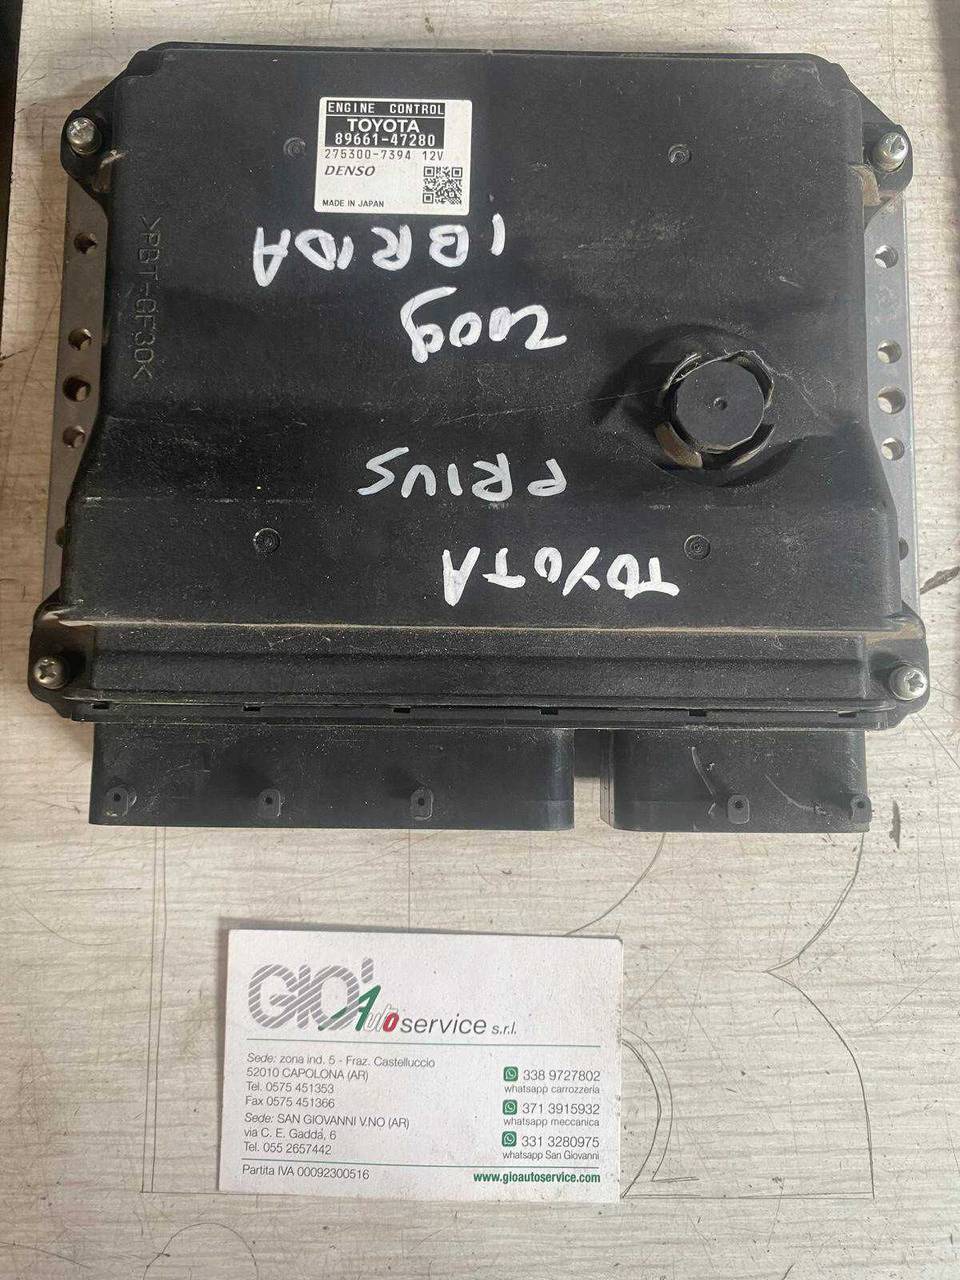 ENGINE CONTROL
TOYOTA
89661-47280
275300-7394 12V
DENSO
MADE IN JAPAN
>PBT-GF30<
TOYOTA
PRIUS
2009
IBRIDA
GIO' Auto service s.r.l.
Sede: zona ind. 5 - Fraz. Castelluccio
52010 CAPOLONA (AR)
Tel. 0575 451353
Fax 0575 451366
Sede: SAN GIOVANNI V.NO (AR)
via C. E. Gadda, 6
Tel. 055 2657442
Partita IVA 00092300516
338 9727802
whatsapp carrozzeria
371 3915932
whatsapp meccanica
331 3280975
whatsapp San Giovanni
www.gioautoservice.com